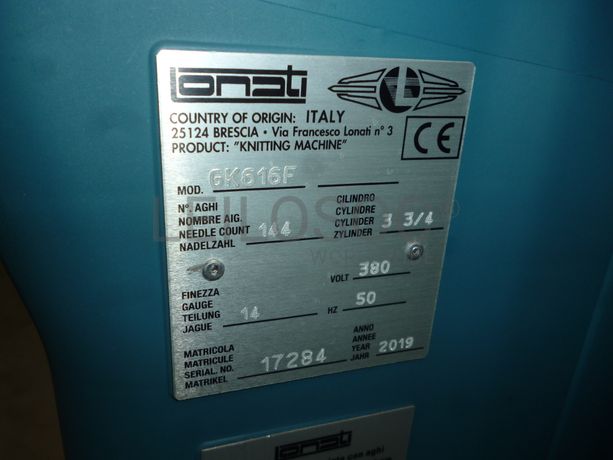 Lonati
L
COUNTRY OF ORIGIN: ITALY
25124 BRESCIA • Via Francesco Lonati n° 3
PRODUCT: "KNITTING MACHINE"
CE
MOD. GK616F
N°. AGHI
NOMBRE AIG.
NEEDLE COUNT 144
NADELZAHL
CILINDRO
CYLINDRE
CYLINDER 3 3/4
ZYLINDER
VOLT 380
FINEZZA
GAUGE
TEILUNG 14
JAGUE
HZ 50
MATRICOLA
MATRICULE
SERIAL. NO. 17284
MATRIKEL
ANNO
ANNEE
YEAR 2019
JAHR
Lonati
con aghi